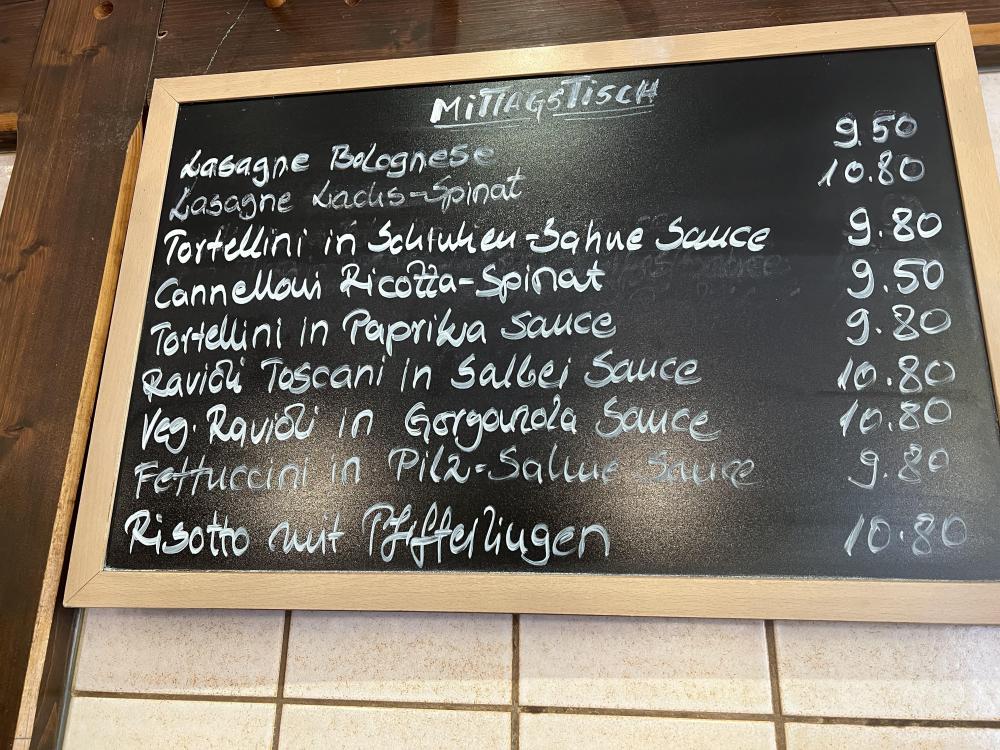 MiTTAGSTiSCH
Lasagne Bolognese 9.50
Lasagne Lachs-Spinat 10.80
Tortellini in Schinken-Sahne Sauce 9.80
Cannelloni Ricotta-Spinat 9.50
Tortellini in Paprika Sauce 9.80
Ravioli Toscani in Salbei Sauce 10.80
Veg. Ravioli in Gorgonzola Sauce 10.80
Fettuccini in Pilz-Sahne Sauce 9.80
Risotto mit Pfifferlingen 10.80